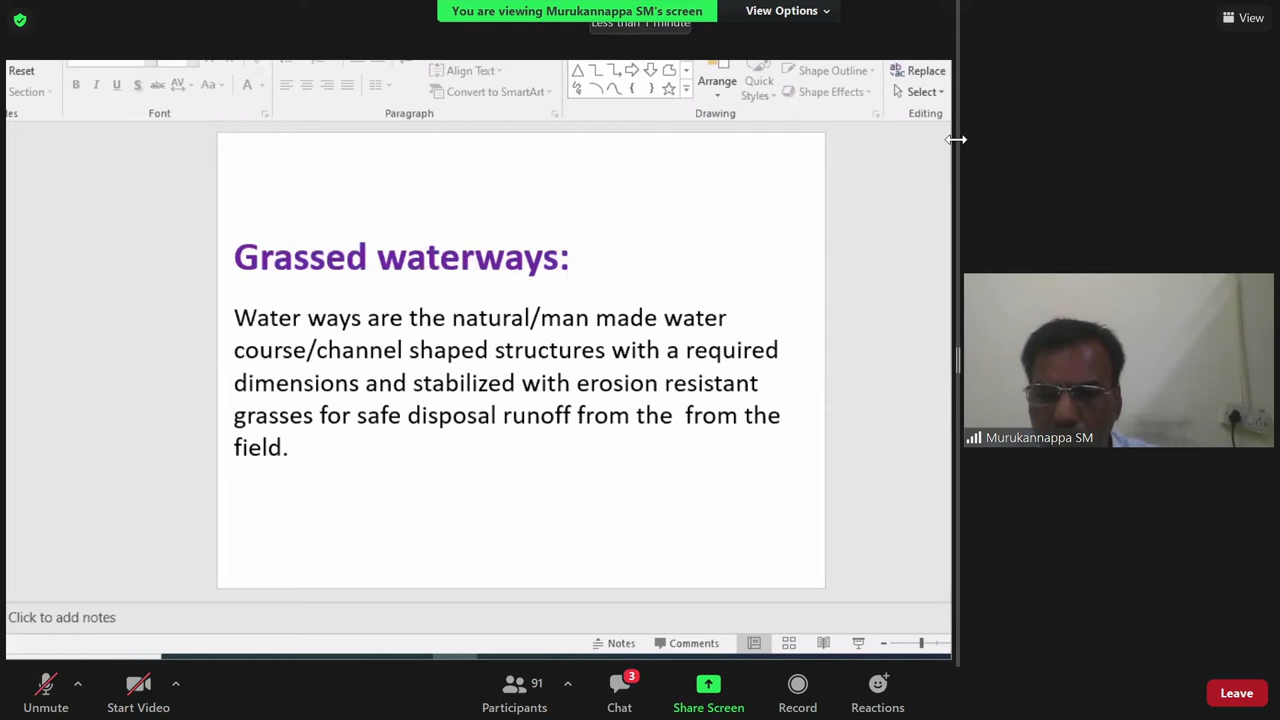 You are viewing Murukannappa SM's screen
View Options
View
Less than 1 minute
Reset
Section
Align Text
Convert to SmartArt
Arrange
Quick
Styles
Shape Outline
Shape Effects
Replace
Select
les
Font
Paragraph
Drawing
Editing
Grassed waterways:
Water ways are the natural/man made water
course/channel shaped structures with a required
dimensions and stabilized with erosion resistant
grasses for safe disposal runoff from the from the
field.
Murukannappa SM
Click to add notes
Notes
Comments
Unmute
Start Video
91
Participants
3
Chat
Share Screen
Record
Reactions
Leave